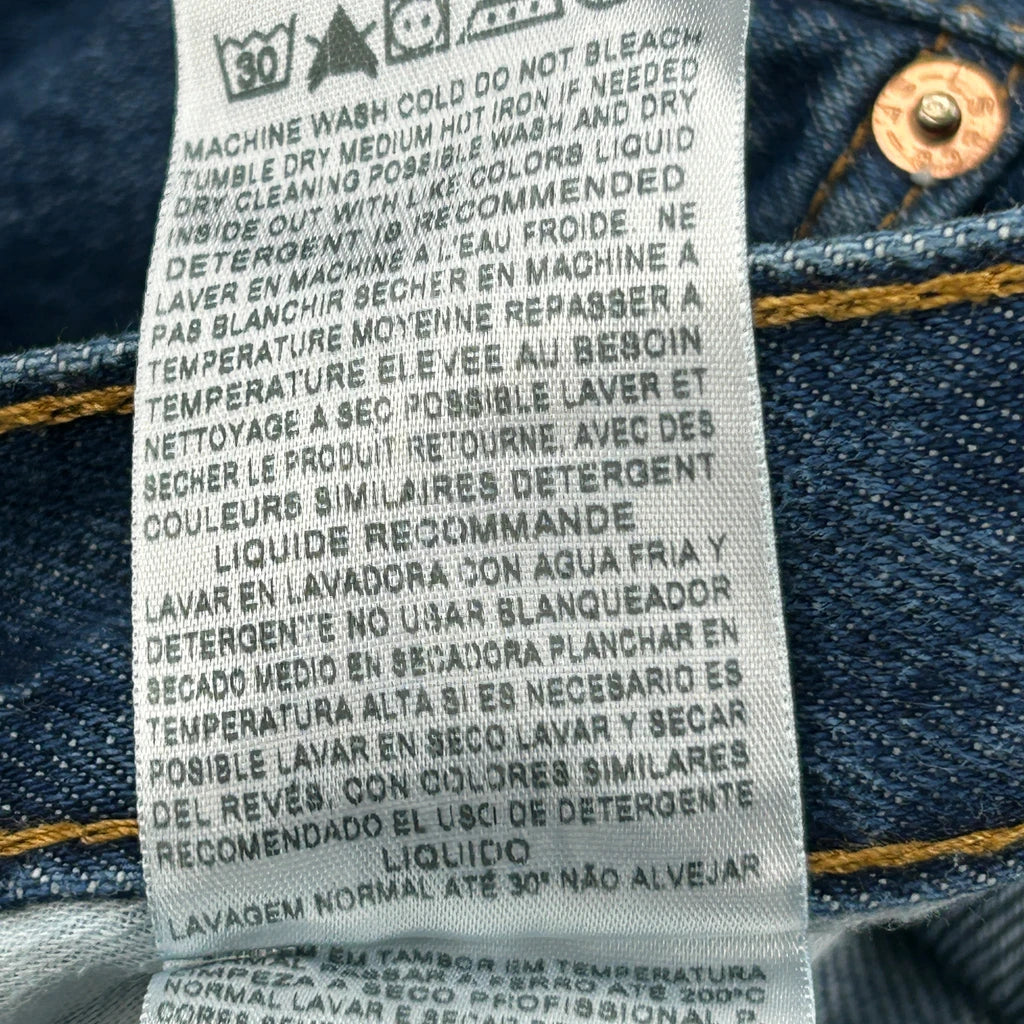 30
MACHINE WASH COLD DO NOT BLEACH
TUMBLE DRY MEDIUM HOT IRON IF NEEDED
DRY CLEANING POSSIBLE WASH AND DRY
INSIDE OUT WITH LIKE COLORS LIQUID
DETERGENT IS RECOMMENDED
LAVER EN MACHINE A L'EAU FROIDE. NE
PAS BLANCHIR SECHER EN MACHINE A
TEMPERATURE MOYENNE REPASSER A
TEMPERATURE ELEVEE AU BESOIN
NETTOYAGE A SEC POSSIBLE LAVER ET
SECHER LE PRODUIT RETOURNE, AVEC DES
COULEURS SIMILAIRES DETERGENT
LIQUIDE RECOMMANDE
LAVAR EN LAVADORA CON AGUA FRIA Y
DETERGENTE NO USAR BLANQUEADOR
SECADO MEDIO EN SECADORA PLANCHAR EN
TEMPERATURA ALTA SI ES NECESARIO ES
POSIBLE LAVAR EN SECO LAVAR Y SECAR
DEL REVÉS, CON COLORES SIMILARES
RECOMENDADO EL USO DE DETERGENTE
LIQUIDO
LAVAGEM NORMAL ATÉ 30° NÃO ALVEJAR
EM TAMBOR EM TEMPERATURA
PASSAR FERRO ATE 200°C
LIMPEZA A SECO PROFISSIONAL P
NORMAL LAVAR E
CORES